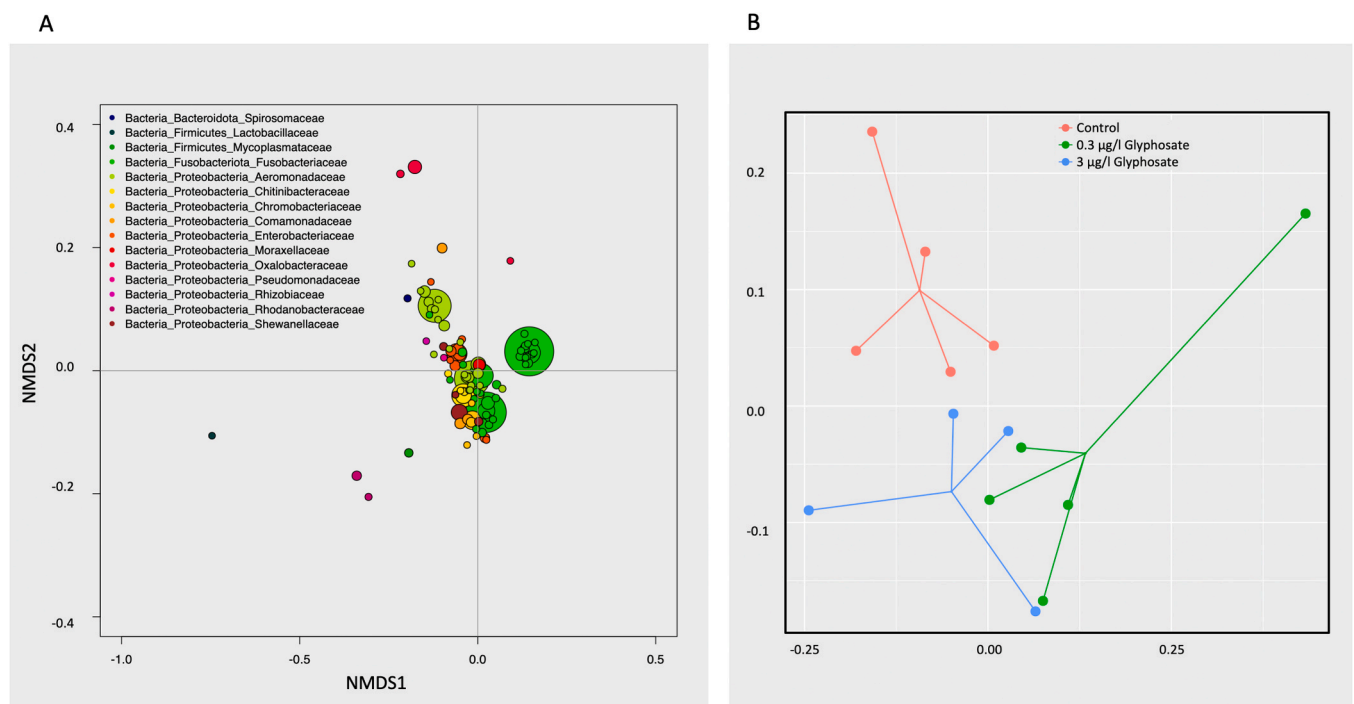 A
Bacteria_Bacteroidota_Spirosomaceae
Bacteria_Firmicutes_Lactobacillaceae
Bacteria_Firmicutes_Mycoplasmataceae
Bacteria_Fusobacteriota_Fusobacteriaceae
Bacteria_Proteobacteria_Aeromonadaceae
Bacteria_Proteobacteria_Chitinibacteraceae
Bacteria_Proteobacteria_Chromobacteriaceae
Bacteria_Proteobacteria_Comamonadaceae
Bacteria_Proteobacteria_Enterobacteriaceae
Bacteria_Proteobacteria_Moraxellaceae
Bacteria_Proteobacteria_Oxalobacteraceae
Bacteria_Proteobacteria_Pseudomonadaceae
Bacteria_Proteobacteria_Rhizobiaceae
Bacteria_Proteobacteria_Rhodanobacteraceae
Bacteria_Proteobacteria_Shewanellaceae
0.4
0.2
0.0
-0.2
-0.4
NMDS2
-1.0 -0.5 0.0 0.5
NMDS1
B
Control
0.3 µg/l Glyphosate
3 µg/l Glyphosate
0.2
0.1
0.0
-0.1
-0.25 0.00 0.25